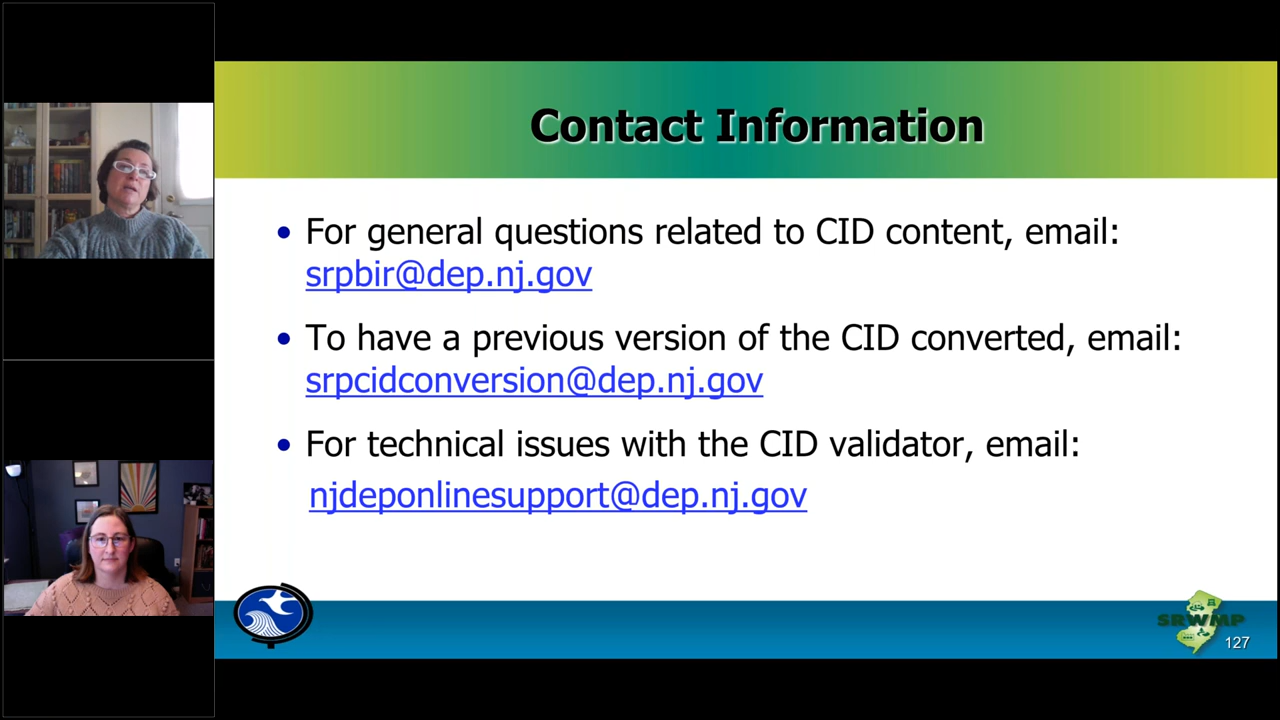 Contact Information
• For general questions related to CID content, email:
srpbir@dep.nj.gov
• To have a previous version of the CID converted, email:
srpcidconversion@dep.nj.gov
• For technical issues with the CID validator, email:
njdeponlinesupport@dep.nj.gov
SRWMP
127